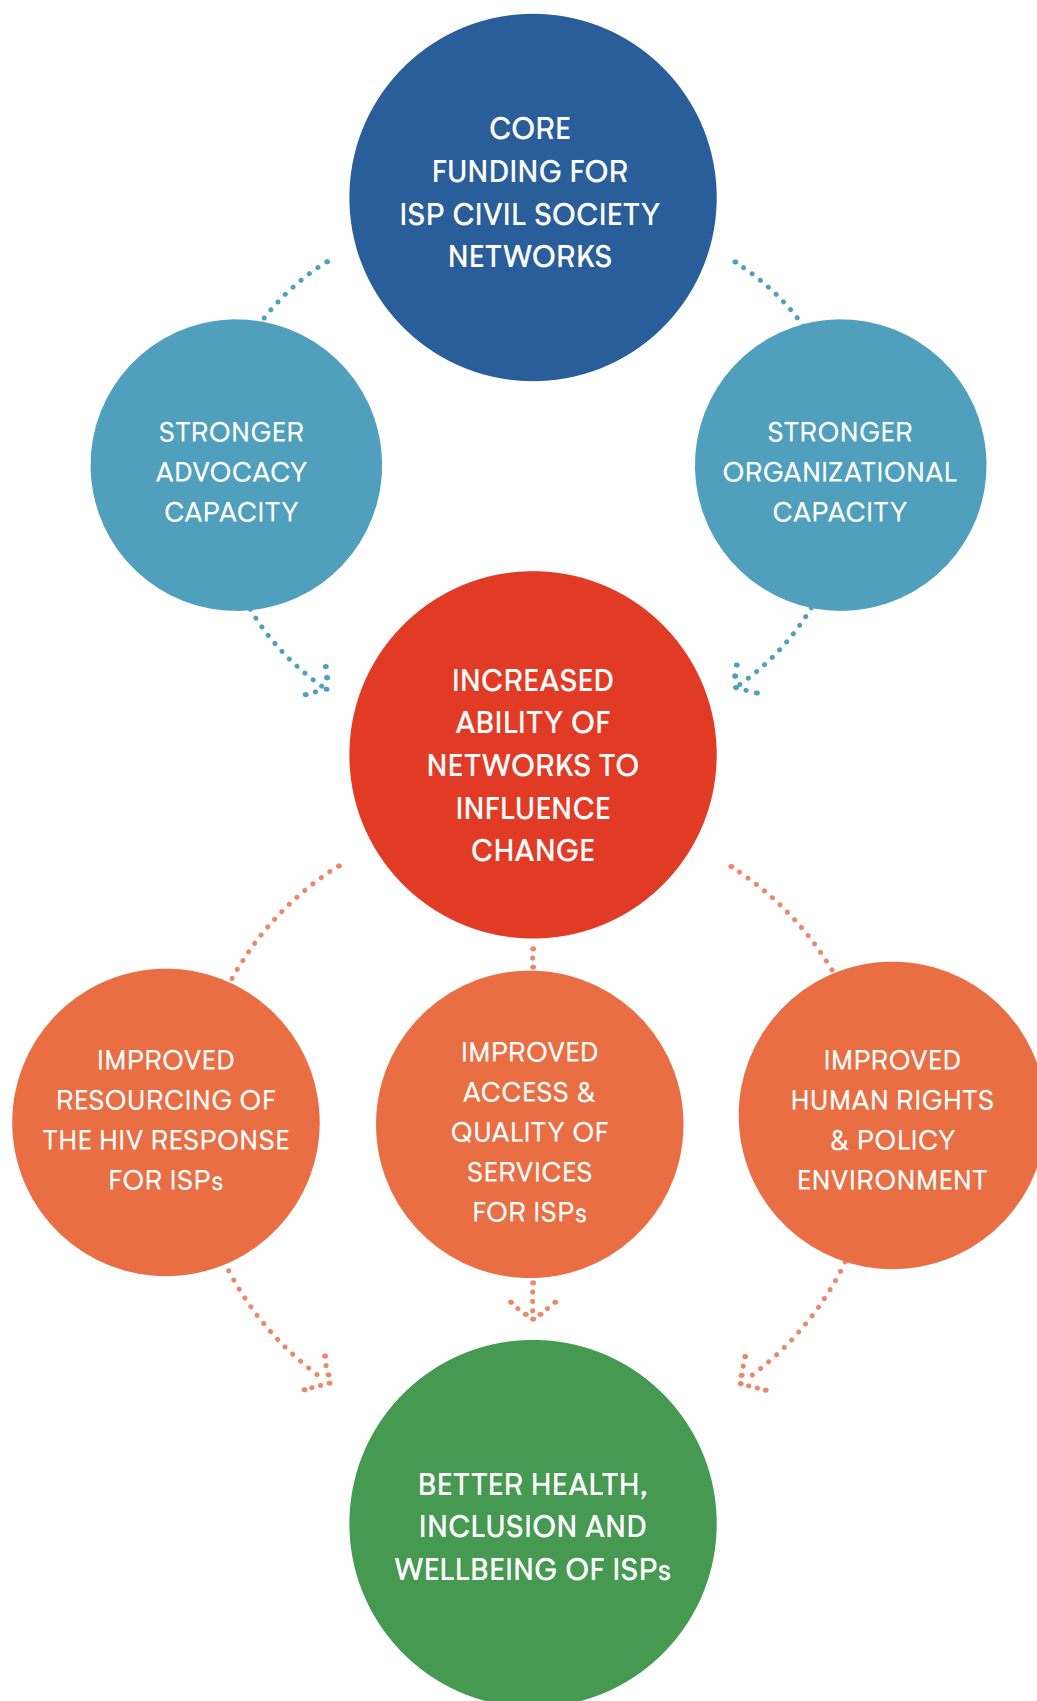 CORE
FUNDING FOR
ISP CIVIL SOCIETY
NETWORKS
STRONGER
ADVOCACY
CAPACITY
STRONGER
ORGANIZATIONAL
CAPACITY
INCREASED
ABILITY OF
NETWORKS TO
INFLUENCE
CHANGE
IMPROVED
RESOURCING OF
THE HIV RESPONSE
FOR ISPs
IMPROVED
ACCESS &
QUALITY OF
SERVICES
FOR ISPs
IMPROVED
HUMAN RIGHTS
& POLICY
ENVIRONMENT
BETTER HEALTH,
INCLUSION AND
WELLBEING OF ISPs